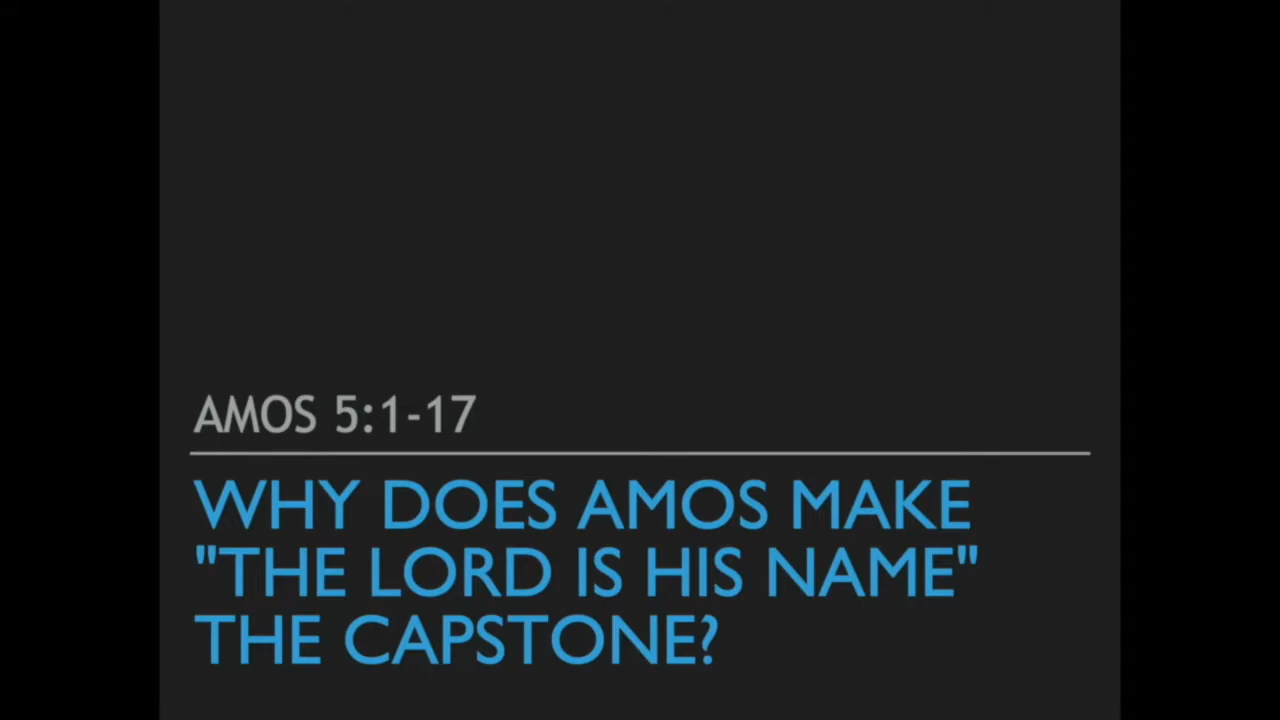 AMOS 5:1-17
WHY DOES AMOS MAKE
"THE LORD IS HIS NAME"
THE CAPSTONE?